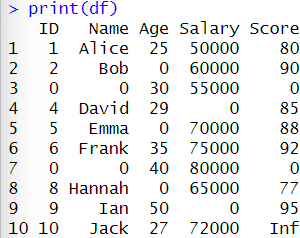 > print(df)
ID Name Age Salary Score
1 1 Alice 25 50000 80
2 2 Bob 0 60000 90
3 0 0 30 55000 0
4 4 David 29 0 85
5 5 Emma 0 70000 88
6 6 Frank 35 75000 92
7 0 0 40 80000 0
8 8 Hannah 0 65000 77
9 9 Ian 50 0 95
10 10 Jack 27 72000 Inf